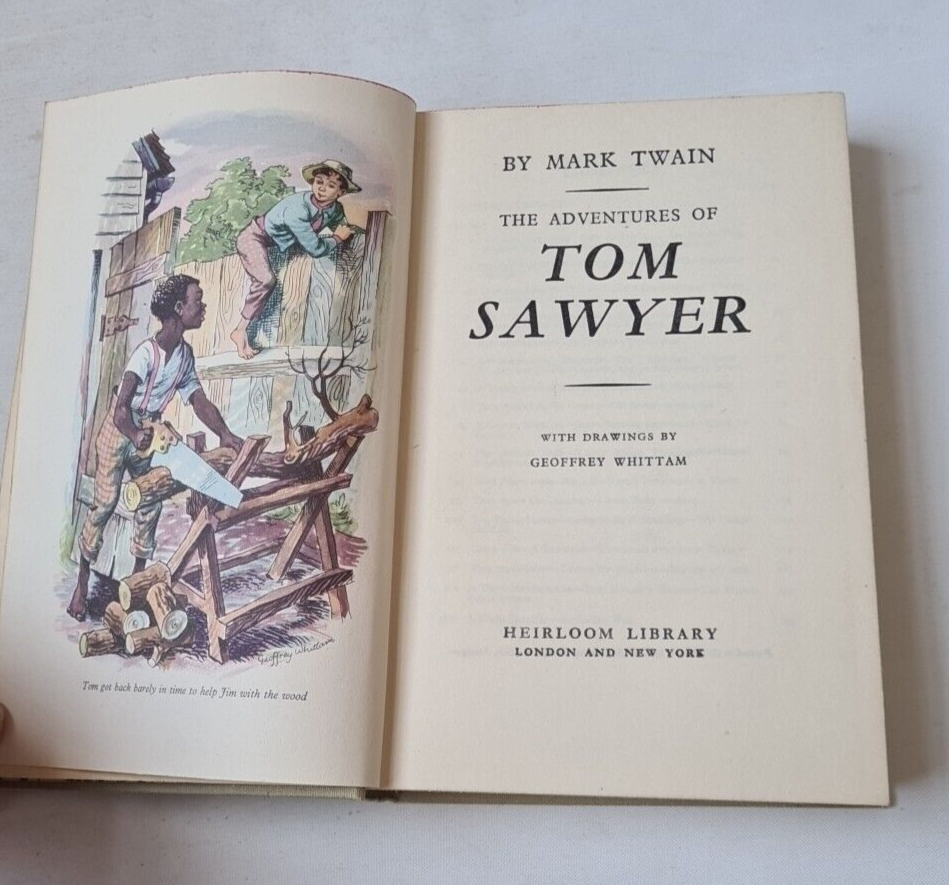 Geoffrey Whittam
Tom got back barely in time to help Jim with the wood
BY MARK TWAIN
THE ADVENTURES OF
TOM
SAWYER
WITH DRAWINGS BY
GEOFFREY WHITTAM
HEIRLOOM LIBRARY
LONDON AND NEW YORK